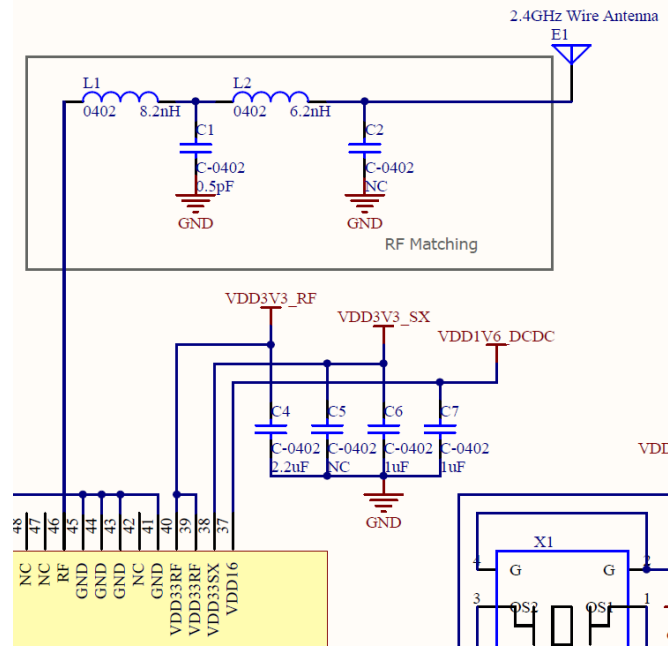 2.4GHz Wire Antenna
E1
L1
0402 8.2nH
L2
0402 6.2nH
C1
C-0402
0.5pF
GND
C2
C-0402
NC
GND
RF Matching
VDD3V3_RF
VDD3V3_SX
VDD1V6_DCDC
C4
C-0402
2.2uF
C5
C-0402
NC
C6
C-0402
1uF
C7
C-0402
1uF
GND
VDD
48
47
46
45
44
43
42
41
40
39
38
37
NC
NC
RF
GND
GND
GND
NC
GND
VDD33RF
VDD33RF
VDD33SX
VDD16
X1
4 G G 2
3 OS2 OS1 1